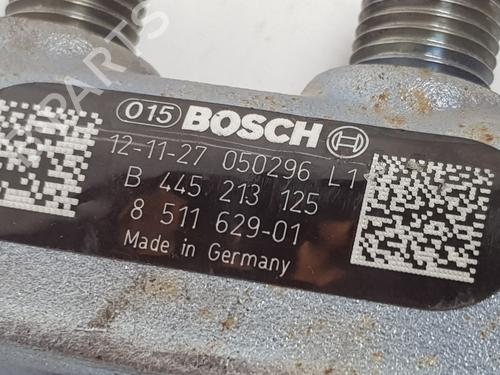 015 BOSCH
12-11-27 050296 L1
B 445 213 125
8 511 629-01
Made in Germany